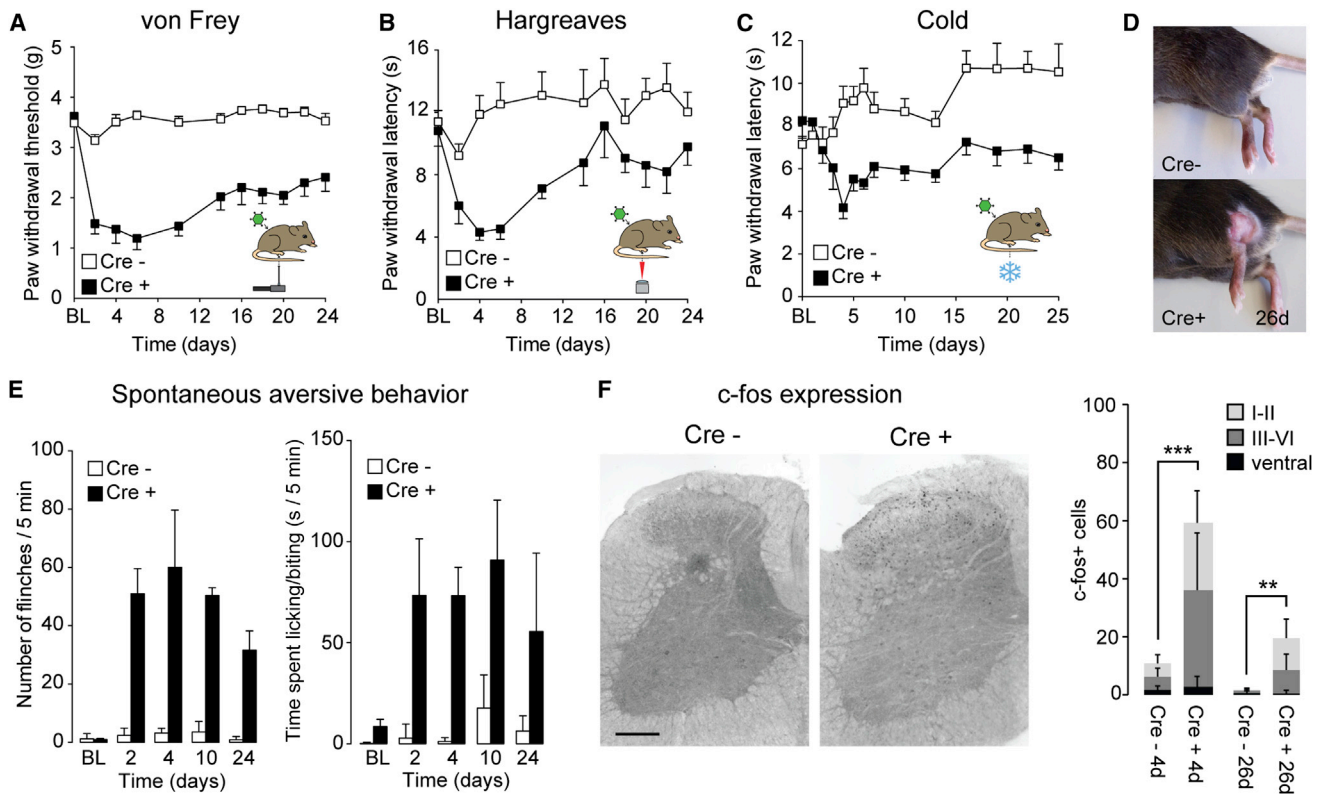 A
von Frey
Paw withdrawal threshold (g)
5
4
3
2
1
0
Cre -
Cre +
BL 4 8 12 16 20 24
Time (days)
B
Hargreaves
Paw withdrawal latency (s)
16
12
8
4
0
Cre -
Cre +
BL 4 8 12 16 20 24
Time (days)
C
Cold
Paw withdrawal latency (s)
12
10
8
6
4
2
0
Cre -
Cre +
BL 5 10 15 20 25
Time (days)
D
Cre-
Cre+ 26d
E
Spontaneous aversive behavior
Number of flinches / 5 min
100
80
60
40
20
0
Cre -
Cre +
BL 2 4 10 24
Time (days)
Time spent licking/biting (s / 5 min)
150
100
50
0
Cre -
Cre +
BL 2 4 10 24
Time (days)
F
c-fos expression
Cre -
Cre +
c-fos+ cells
100
80
60
40
20
0
I-II
III-VI
ventral
***
**
Cre - 4d
Cre + 4d
Cre - 26d
Cre + 26d